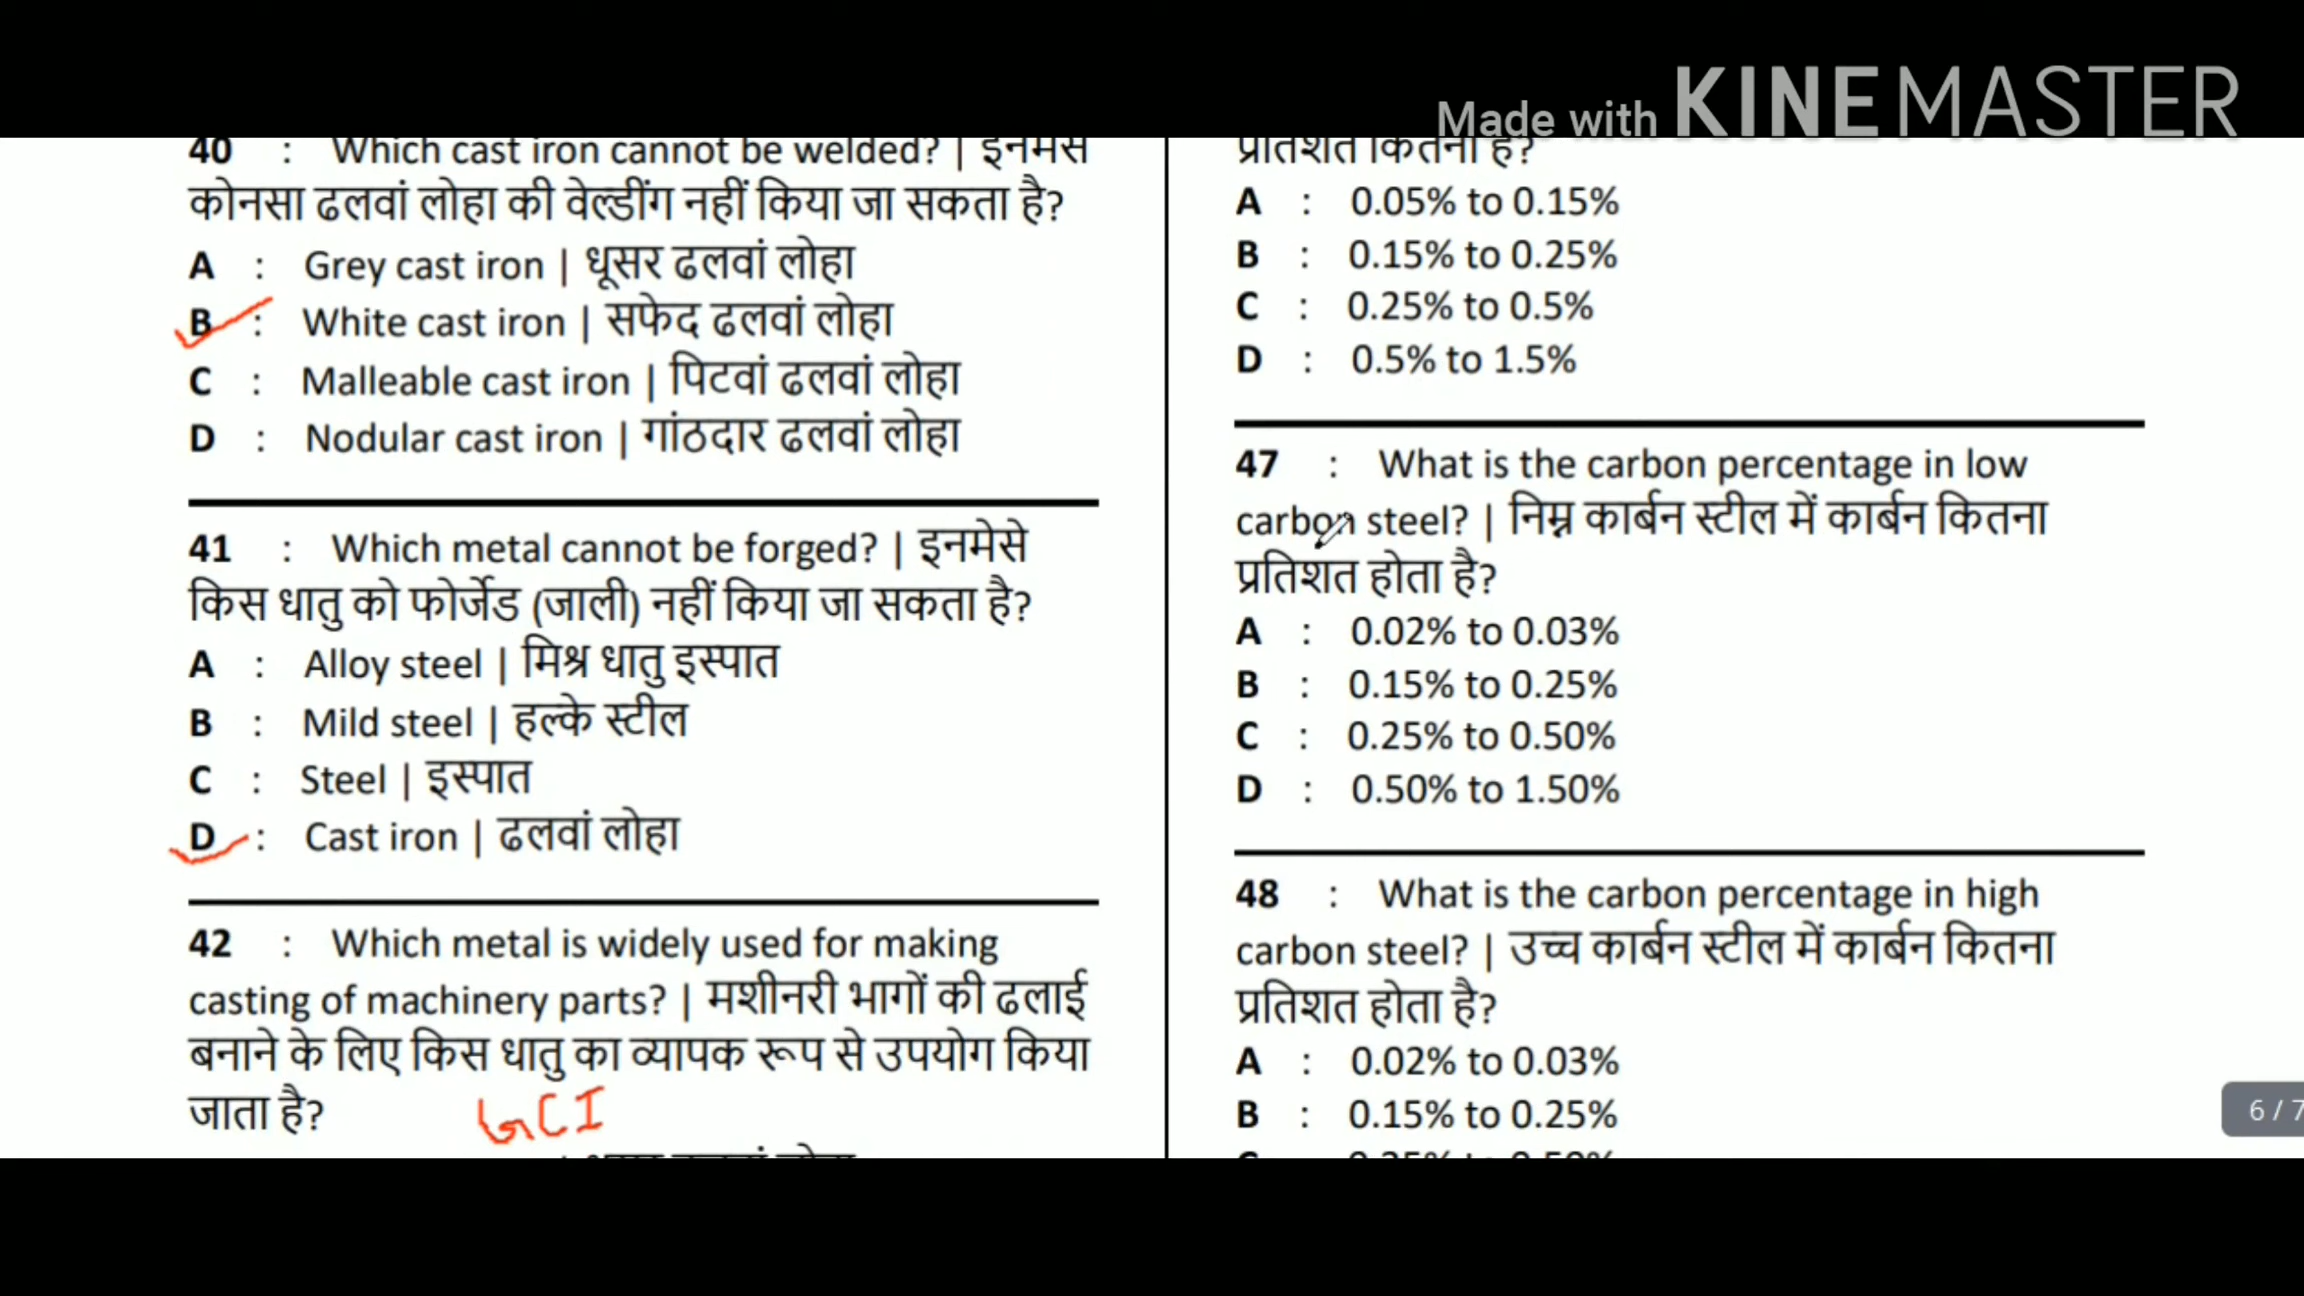 Made with KINEMASTER
40 : Which cast iron cannot be welded? | इनमेसे
कोनसा ढलवां लोहा की वेल्डींग नहीं किया जा सकता है?
A : Grey cast iron | धूसर ढलवां लोहा
B : White cast iron | सफेद ढलवां लोहा
C : Malleable cast iron | पिटवां ढलवां लोहा
D : Nodular cast iron | गांठदार ढलवां लोहा
41 : Which metal cannot be forged? | इनमेसे
किस धातु को फोर्जेड (जाली) नहीं किया जा सकता है?
A : Alloy steel | मिश्र धातु इस्पात
B : Mild steel | हल्के स्टील
C : Steel | इस्पात
D : Cast iron | ढलवां लोहा
42 : Which metal is widely used for making
casting of machinery parts? | मशीनरी भागों की ढलाई
बनाने के लिए किस धातु का व्यापक रूप से उपयोग किया
जाता है?
CI
प्रतिशत कितना है?
A : 0.05% to 0.15%
B : 0.15% to 0.25%
C : 0.25% to 0.5%
D : 0.5% to 1.5%
47 : What is the carbon percentage in low
carbon steel? | निम्न कार्बन स्टील में कार्बन कितना
प्रतिशत होता है?
A : 0.02% to 0.03%
B : 0.15% to 0.25%
C : 0.25% to 0.50%
D : 0.50% to 1.50%
48 : What is the carbon percentage in high
carbon steel? | उच्च कार्बन स्टील में कार्बन कितना
प्रतिशत होता है?
A : 0.02% to 0.03%
B : 0.15% to 0.25%
6 / 7